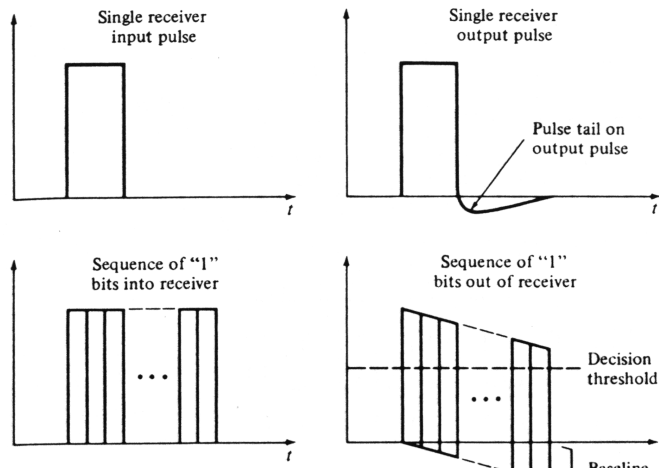 Single receiver
input pulse
t
Single receiver
output pulse
Pulse tail on
output pulse
t
Sequence of “1”
bits into receiver
t
Sequence of “1”
bits out of receiver
Decision
threshold
t
Baseline